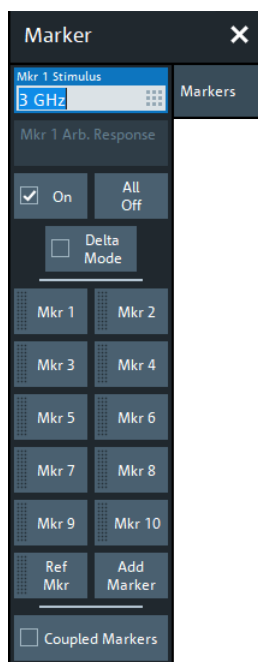 Marker
Mkr 1 Stimulus
3 GHz
Markers
Mkr 1 Arb. Response
On
All
Off
Delta
Mode
Mkr 1
Mkr 2
Mkr 3
Mkr 4
Mkr 5
Mkr 6
Mkr 7
Mkr 8
Mkr 9
Mkr 10
Ref
Mkr
Add
Marker
Coupled Markers